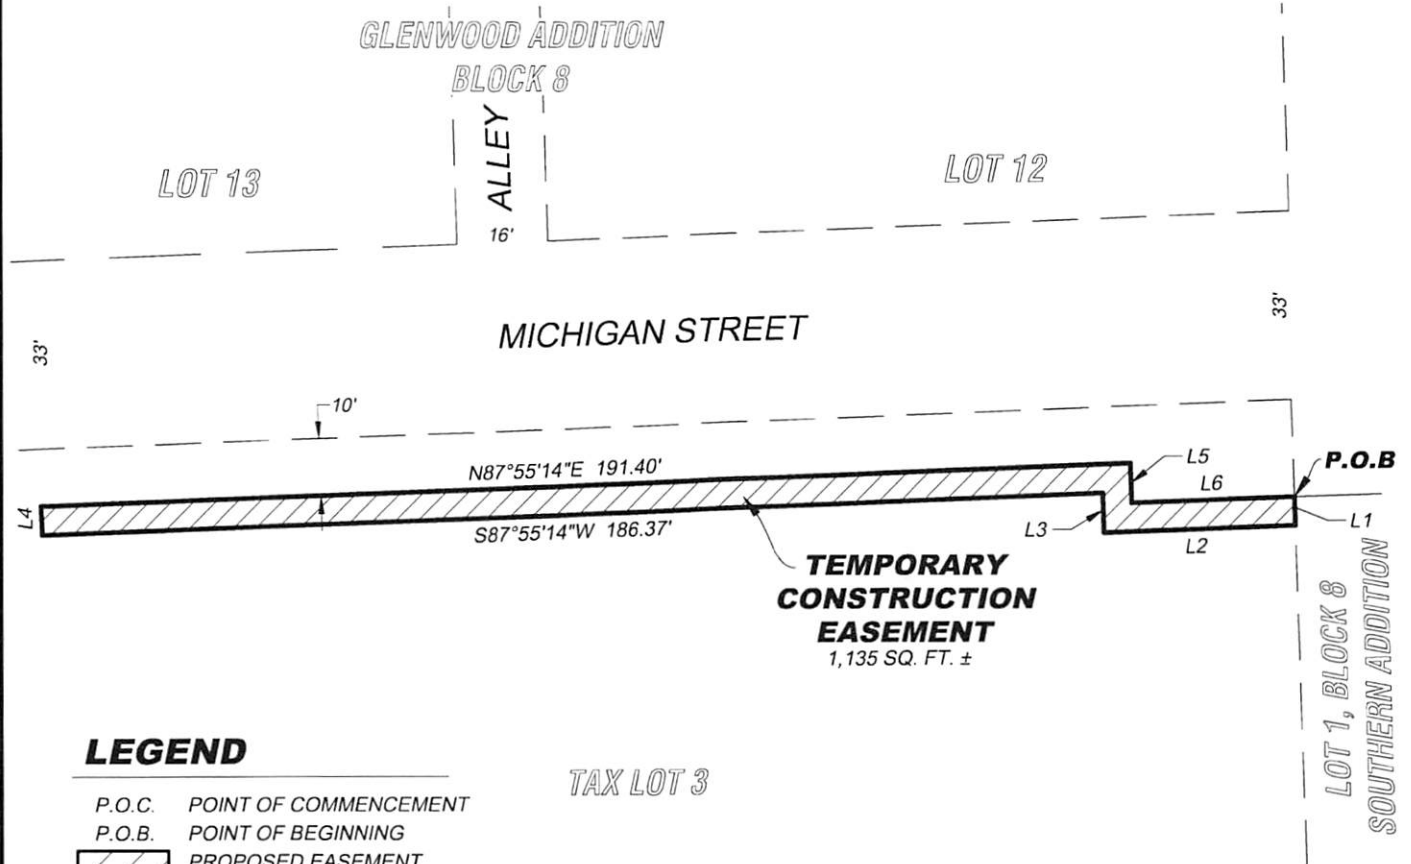 GLENWOOD ADDITION
BLOCK 8
ALLEY
LOT 13
LOT 12
16'
33'
33'
MICHIGAN STREET
10'
N87°55'14"E 191.40'
L5
P.O.B
L6
L4
S87°55'14"W 186.37'
L3
L1
L2
TEMPORARY
CONSTRUCTION
EASEMENT
1,135 SQ. FT. ±
LOT 1, BLOCK 8
SOUTHERN ADDITION
LEGEND
TAX LOT 3
P.O.C. POINT OF COMMENCEMENT
P.O.B. POINT OF BEGINNING
PROPOSED EASEMENT